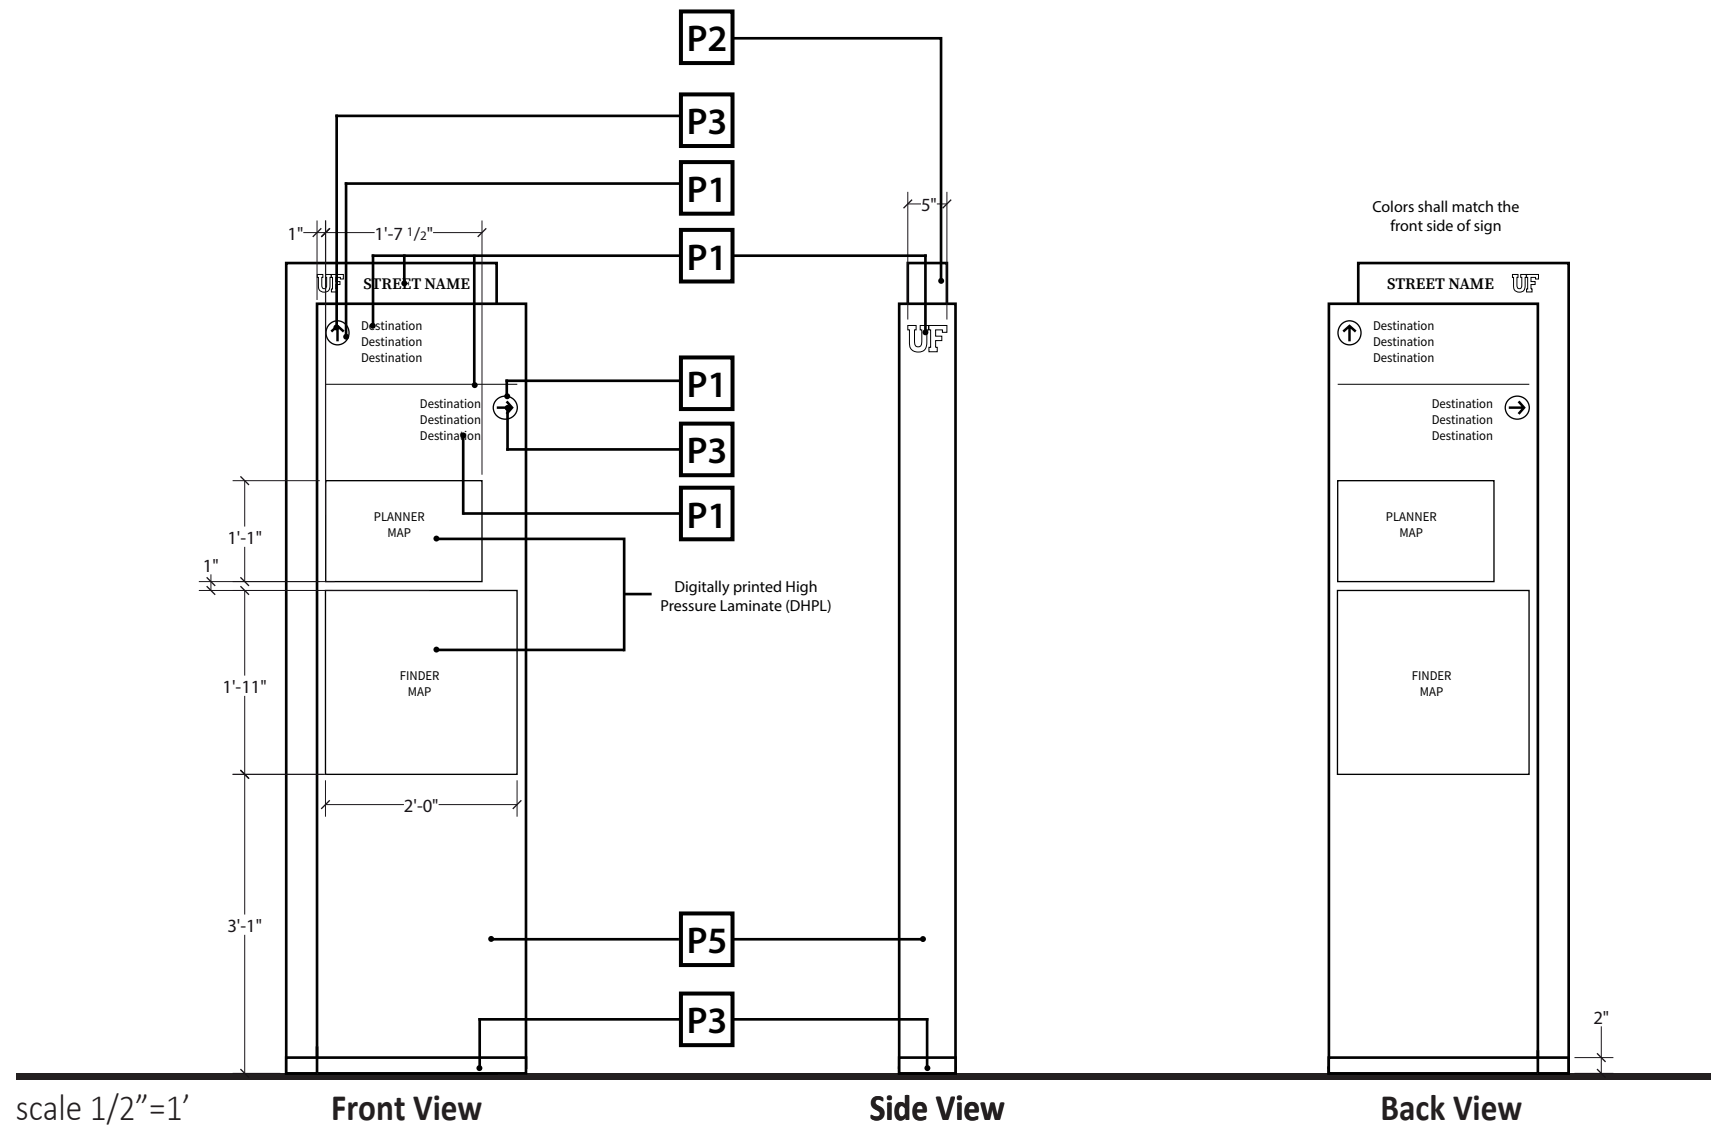 P2
P3
P1
5"
Colors shall match the
front side of sign
1"
1'-7 1/2"
P1
UF STREET NAME
STREET NAME UF
Destination
Destination
Destination
UF
Destination
Destination
Destination
P1
Destination
Destination
Destination
Destination
Destination
Destination
P3
P1
PLANNER
MAP
PLANNER
MAP
1'-1"
1"
Digitally printed High
Pressure Laminate (DHPL)
FINDER
MAP
FINDER
MAP
1'-11"
2'-0"
3'-1"
P5
P3
2"
scale 1/2”=1’
Front View
Side View
Back View